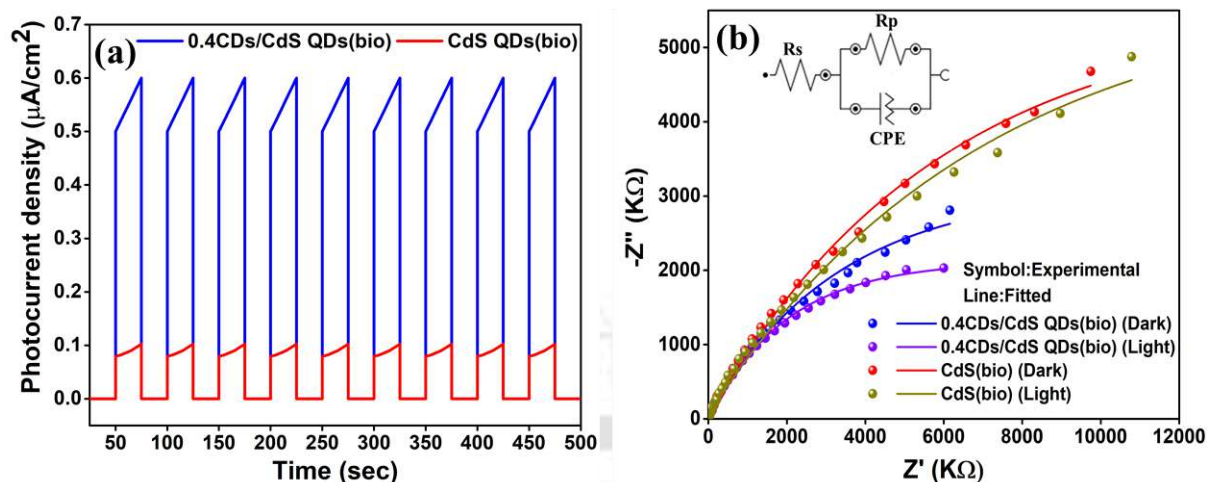 (a)
0.4CDs/CdS QDs(bio) CdS QDs(bio)
Photocurrent density (μA/cm²)
0.7
0.6
0.5
0.4
0.3
0.2
0.1
0.0
50 100 150 200 250 300 350 400 450 500
Time (sec)
(b)
Rs
Rp
CPE
-Z'' (KΩ)
5000
4000
3000
2000
1000
0
Symbol:Experimental
Line:Fitted
0.4CDs/CdS QDs(bio) (Dark)
0.4CDs/CdS QDs(bio) (Light)
CdS(bio) (Dark)
CdS(bio) (Light)
0 2000 4000 6000 8000 10000 12000
Z' (KΩ)